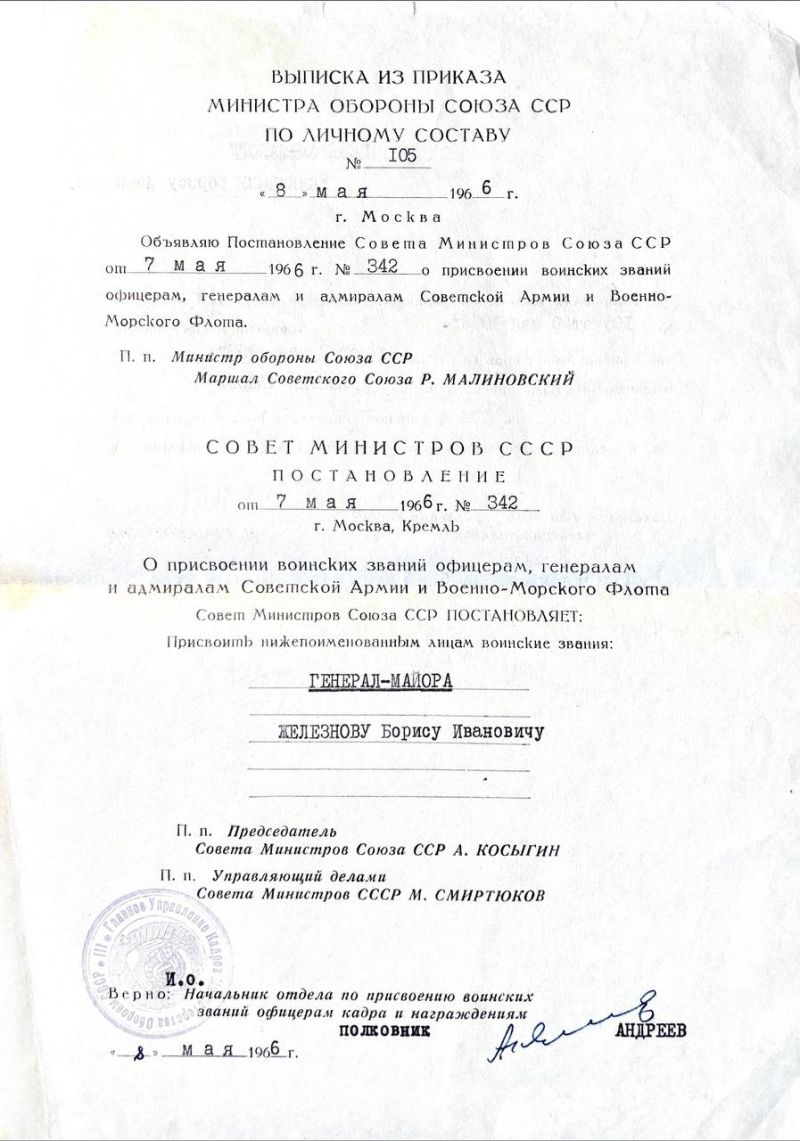 ВЫПИСКА ИЗ ПРИКАЗА
МИНИСТРА ОБОРОНЫ СОЮЗА ССР
ПО ЛИЧНОМУ СОСТАВУ
№ I05
« 8 » мая 1966 г.
г. Москва
Объявляю Постановление Совета Министров Союза ССР
от 7 мая 1966 г. № 342 о присвоении воинских званий
офицерам, генералам и адмиралам Советской Армии и Военно-
Морского Флота.
П. п. Министр обороны Союза ССР
Маршал Советского Союза Р. МАЛИНОВСКИЙ
СОВЕТ МИНИСТРОВ СССР
ПОСТАНОВЛЕНИЕ
от 7 мая 1966 г. № 342
г. Москва, Кремль
О присвоении воинских званий офицерам, генералам
и адмиралам Советской Армии и Военно-Морского Флота
Совет Министров Союза ССР ПОСТАНОВЛЯЕТ:
Присвоить нижепоименованным лицам воинские звания:
ГЕНЕРАЛ-МАЙОРА
ЖЕЛЕЗНОВУ Борису Ивановичу
П. п. Председатель
Совета Министров Союза ССР А. КОСЫГИН
П. п. Управляющий делами
Совета Министров СССР М. СМИРТЮКОВ
Главное Управление Кадров
И.о.
Верно: Начальник отдела по присвоению воинских
званий офицерам кадра и награждениям
ПОЛКОВНИК АНДРЕЕВ
« 8 » мая 1966 г.